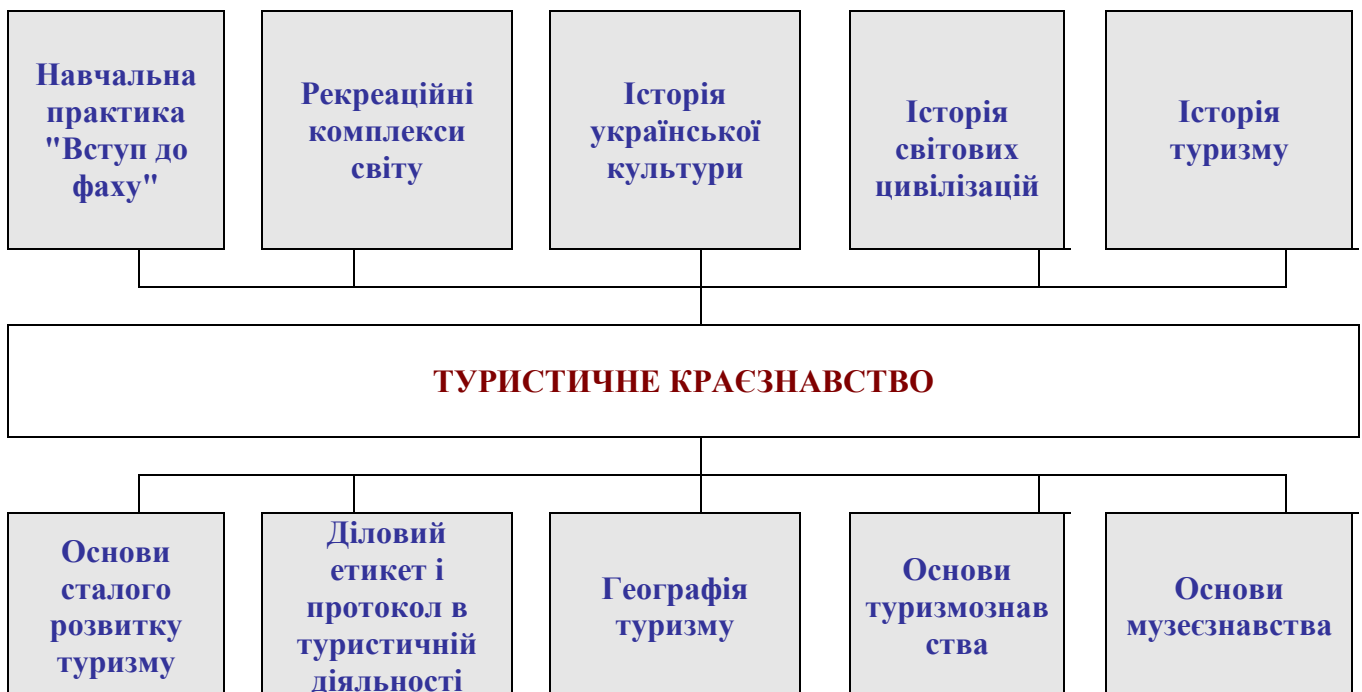 Навчальна
практика
"Вступ до
фаху"
Рекреаційні
комплекси
світу
Історія
української
культури
Історія
світових
цивілізацій
Історія
туризму
ТУРИСТИЧНЕ КРАЄЗНАВСТВО
Основи
сталого
розвитку
туризму
Діловий
етикет і
протокол в
туристичній
діяльності
Географія
туризму
Основи
туризмознав
ства
Основи
музеєзнавства